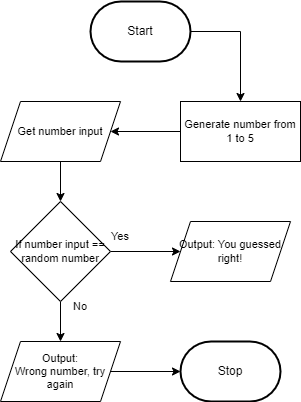 Start
Get number input
Generate number from
1 to 5
If number input ==
random number
Yes
Output: You guessed
right!
No
Output:
Wrong number, try
again
Stop